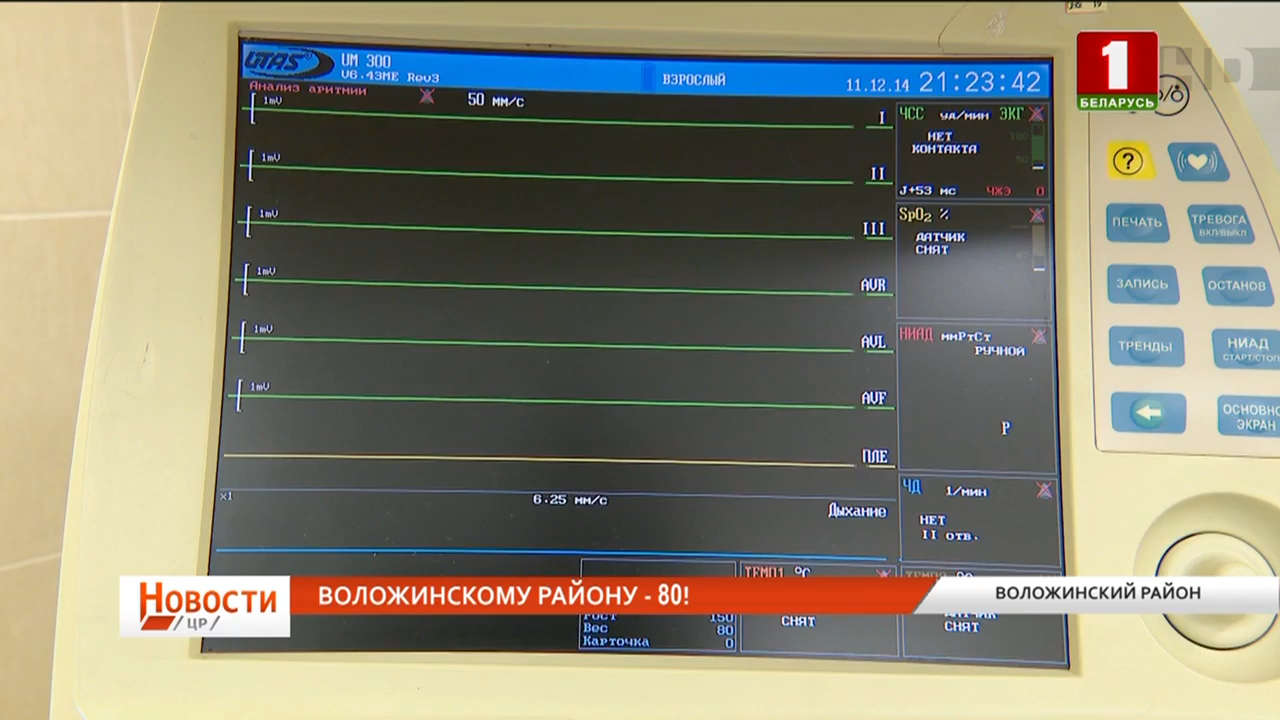 UTAS
UM 300
V6.43ME Rev3
ВЗРОСЛЫЙ
11.12.14 21:23:42
Анализ аритмии
50 мм/с
1mV
I
1mV
II
1mV
III
1mV
AVR
1mV
AVL
1mV
AVF
ПЛЕ
x1
6.25 мм/с
Дыхание
ЧСС уд/мин ЭКГ
НЕТ
КОНТАКТА
J+53 мс ЧЖЭ 0
SpO₂ %
ДАТЧИК
СНЯТ
НИАД ммРтСт
РУЧНОЙ
Р
ЧД 1/мин
НЕТ
II отв.
ТЕМП1 °C
СНЯТ
ДАТЧИК
СНЯТ
Рост 150
Вес 80
Карточка 0
1
БЕЛАРУСЬ
HD
?
ПЕЧАТЬ
ТРЕВОГА
ВКЛ/ВЫКЛ
ЗАПИСЬ
ОСТАНОВ
ТРЕНДЫ
НИАД
СТАРТ/СТОП
ОСНОВНО
ЭКРАН
НОВОСТИ
/ЦР/
ВОЛОЖИНСКОМУ РАЙОНУ - 80!
ВОЛОЖИНСКИЙ РАЙОН